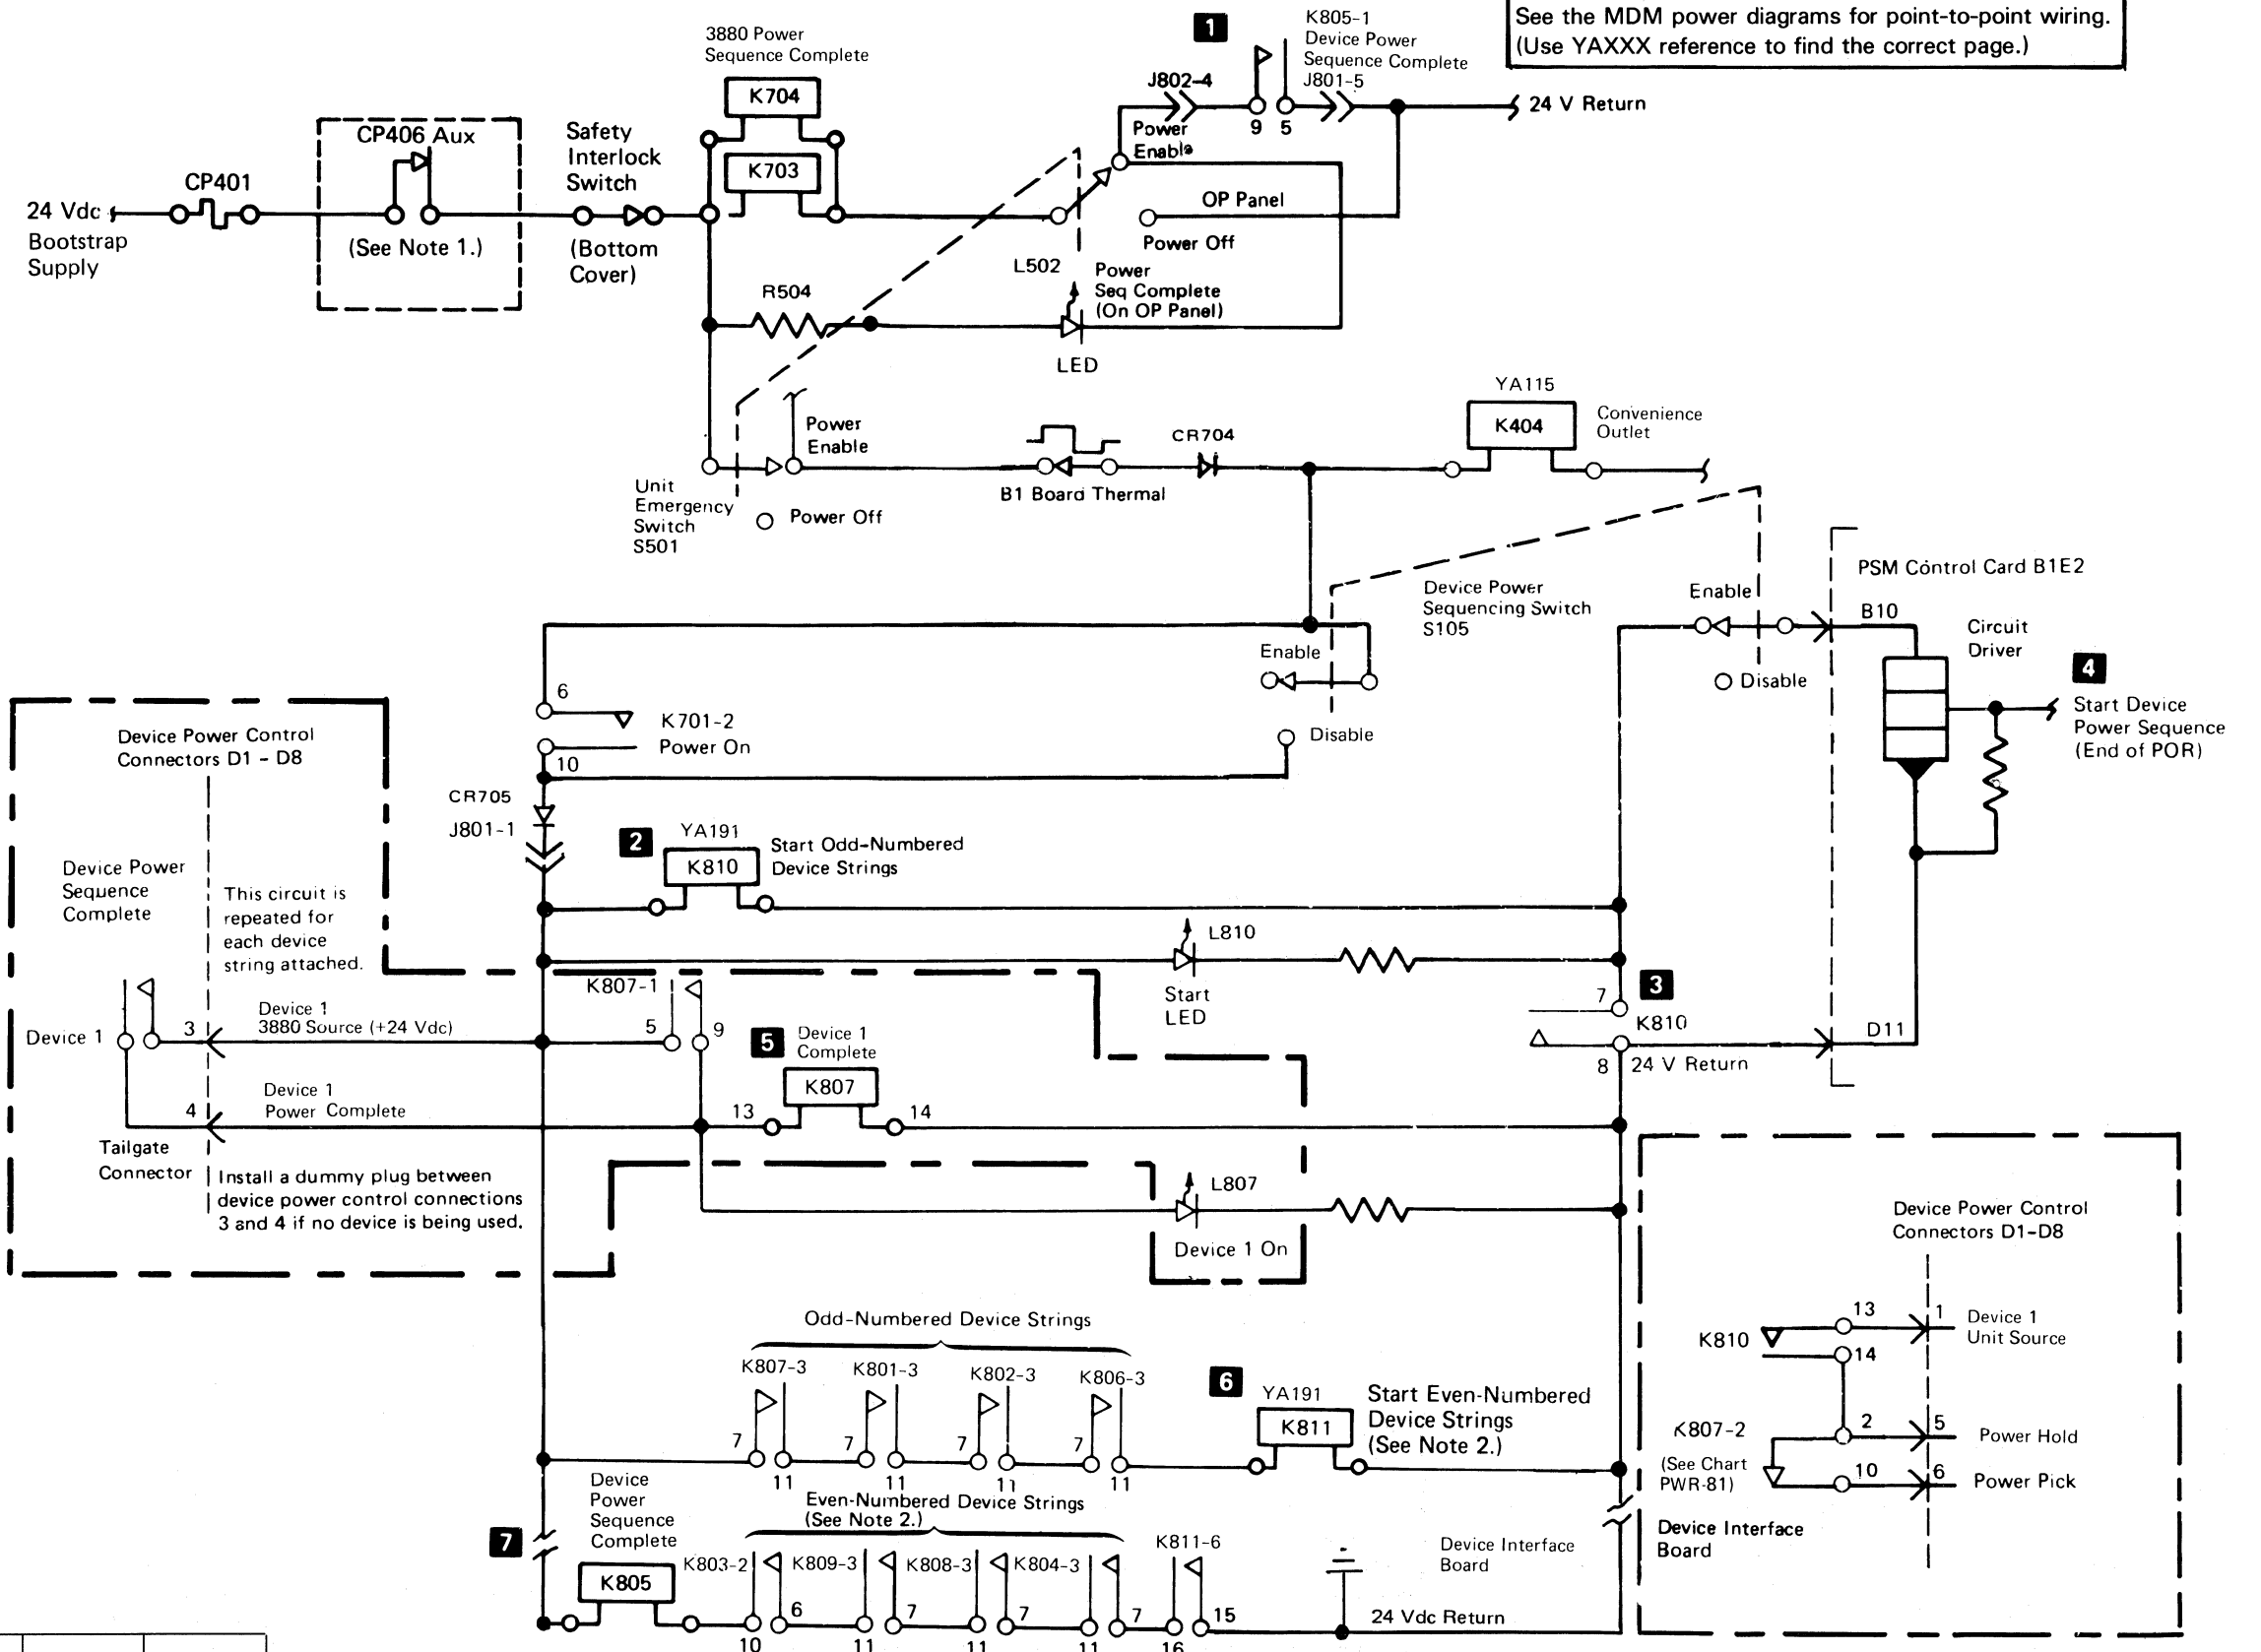 See the MDM power diagrams for point-to-point wiring.
(Use YAXXX reference to find the correct page.)
3880 Power
Sequence Complete
K704
K703
1
K805-1
Device Power
Sequence Complete
J801-5
J802-4
9
5
24 V Return
Power
Enable
CP406 Aux
(See Note 1.)
CP401
24 Vdc
Bootstrap
Supply
Safety
Interlock
Switch
(Bottom
Cover)
OP Panel
Power Off
L502
Power
Seq Complete
(On OP Panel)
LED
R504
Power
Enable
Unit
Emergency
Switch
S501
Power Off
B1 Board Thermal
CR704
YA115
K404
Convenience
Outlet
Device Power
Sequencing Switch
S105
Enable
Disable
Enable
Disable
PSM Control Card B1E2
B10
Circuit
Driver
4
Start Device
Power Sequence
(End of POR)
D11
6
K701-2
Power On
10
CR705
J801-1
2
YA191
K810
Start Odd-Numbered
Device Strings
L810
Start
LED
7
3
K810
8
24 V Return
Device Power Control
Connectors D1 - D8
Device Power
Sequence
Complete
This circuit is
repeated for
each device
string attached.
Device 1
3
Device 1
3880 Source (+24 Vdc)
K807-1
5
9
5
Device 1
Complete
K807
13
14
4
Device 1
Power Complete
Tailgate
Connector
Install a dummy plug between
device power control connections
3 and 4 if no device is being used.
L807
Device 1 On
Odd-Numbered Device Strings
K807-3
K801-3
K802-3
K806-3
7
11
7
11
7
11
7
11
6
YA191
K811
Start Even-Numbered
Device Strings
(See Note 2.)
7
Device
Power
Sequence
Complete
K805
Even-Numbered Device Strings
(See Note 2.)
K803-2
K809-3
K808-3
K804-3
K811-6
10
6
11
7
11
7
11
7
16
15
Device Interface
Board
24 Vdc Return
Device Power Control
Connectors D1-D8
K810
13
14
1
Device 1
Unit Source
K807-2
(See Chart
PWR-81)
2
5
Power Hold
10
6
Power Pick
Device Interface
Board